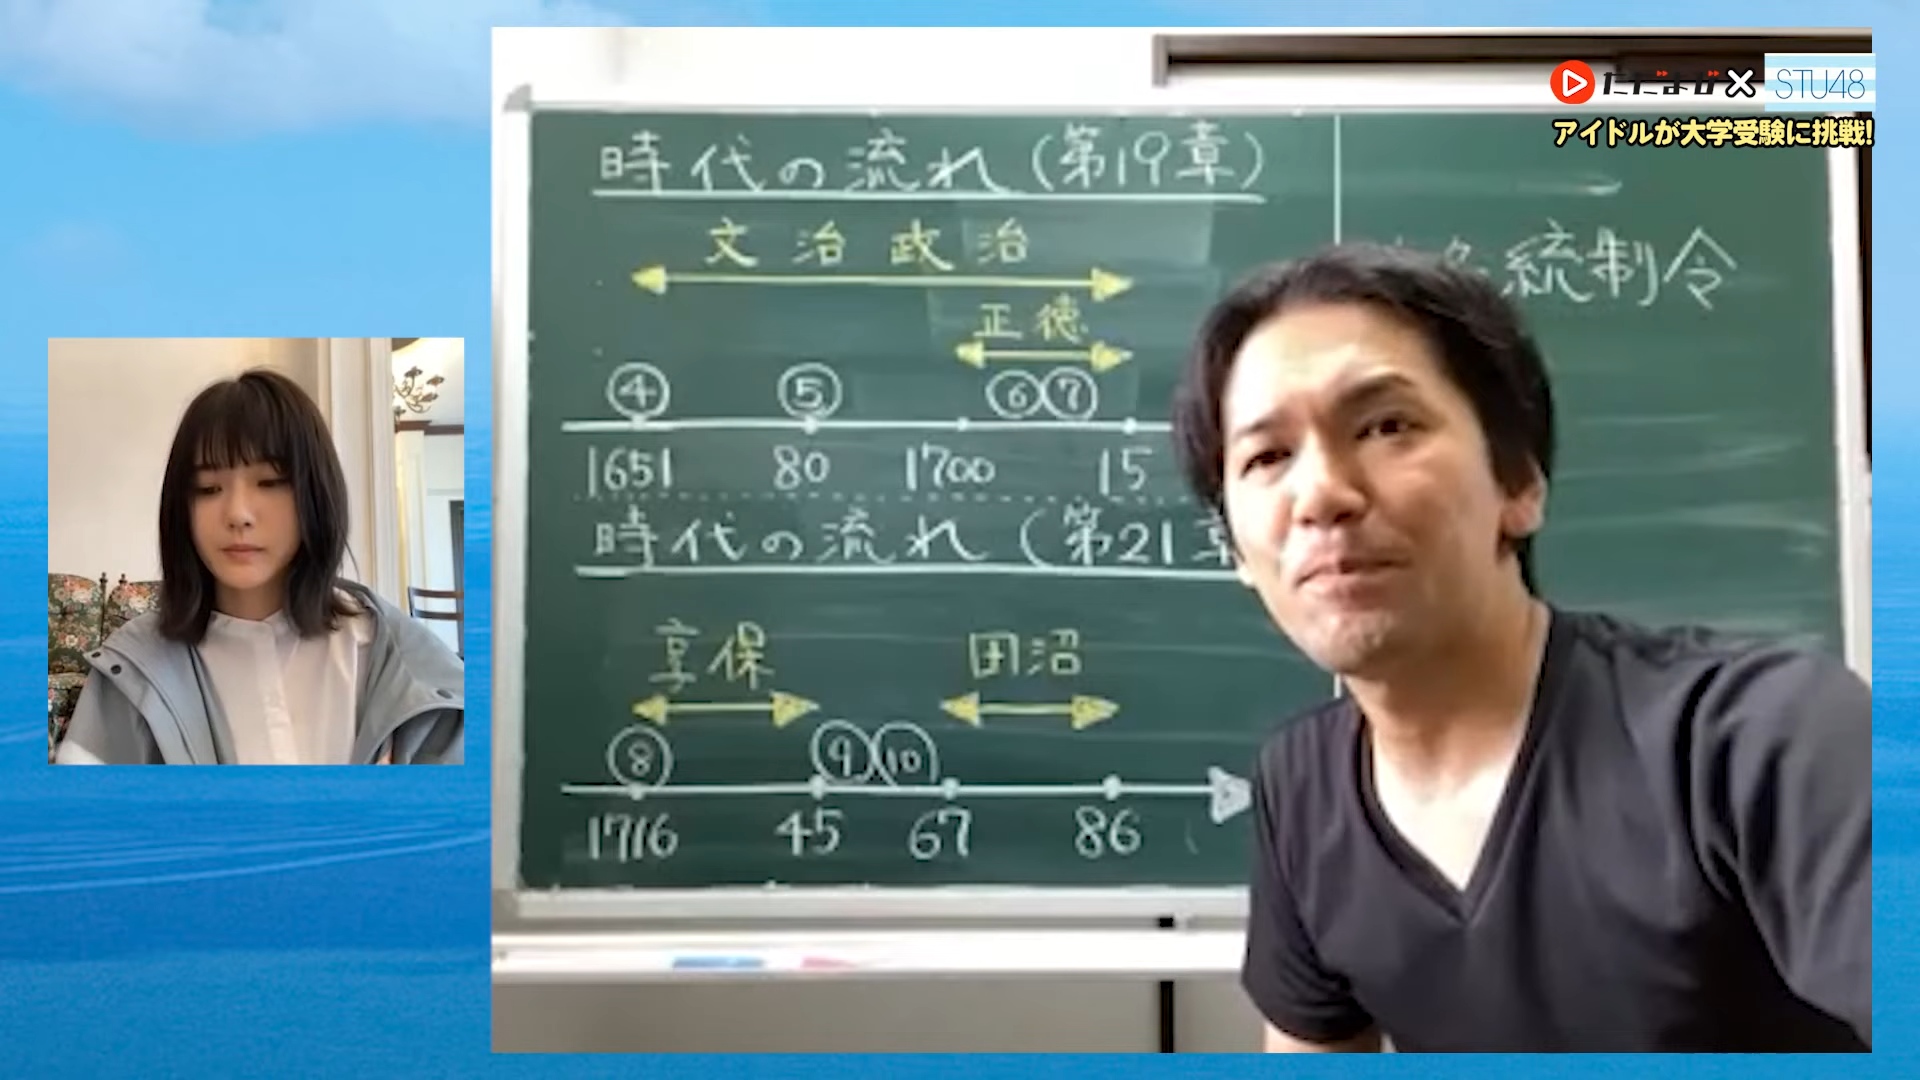 ただよび×STU48
アイドルが大学受験に挑戦!
時代の流れ(第19章)
文治政治
正徳
④ ⑤ ⑥⑦
1651 80 1700 15
時代の流れ(第21章
享保 田沼
⑧ ⑨⑩
1716 45 67 86
統制令